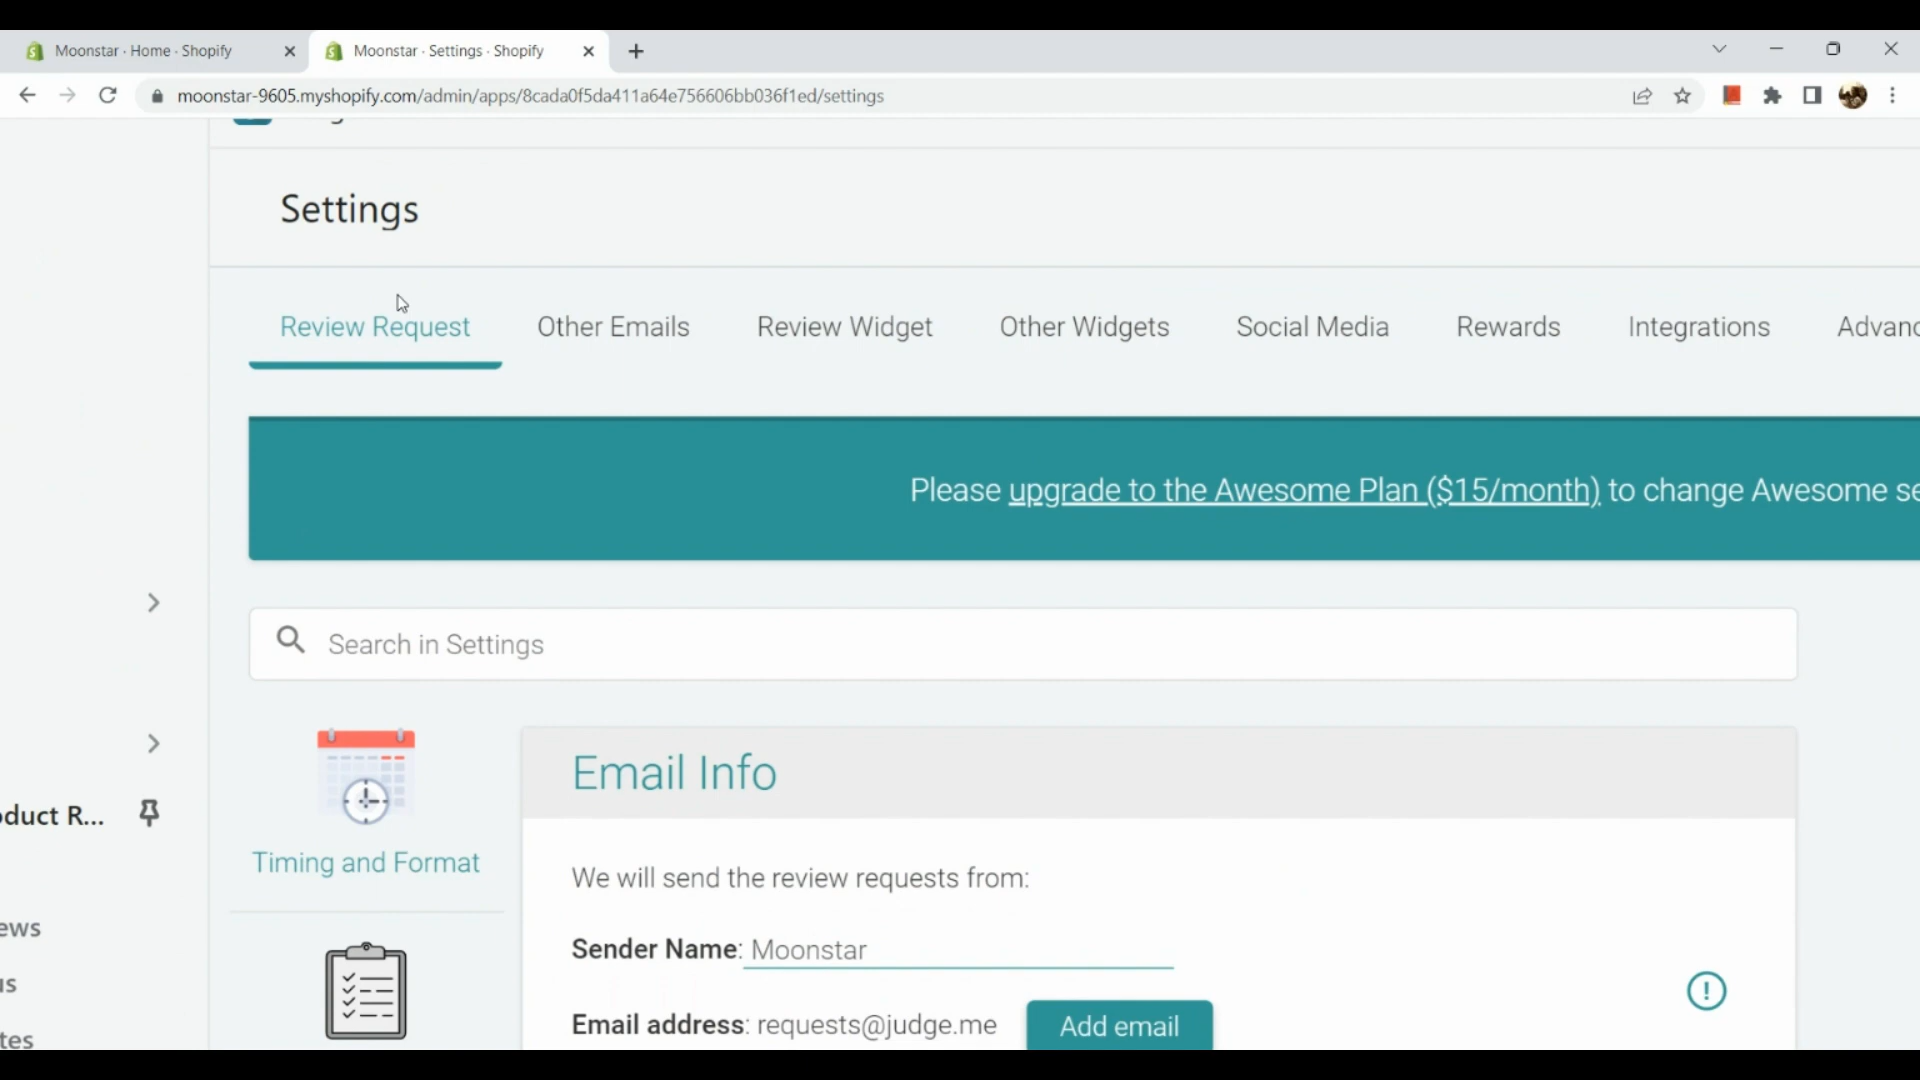 Moonstar · Home · Shopify
Moonstar · Settings · Shopify
moonstar-9605.myshopify.com/admin/apps/8cada0f5da411a64e756606bb036f1ed/settings
Settings
Review Request Other Emails Review Widget Other Widgets Social Media Rewards Integrations Advanc
Please upgrade to the Awesome Plan ($15/month) to change Awesome se
Search in Settings
Email Info
Timing and Format
We will send the review requests from:
Sender Name: Moonstar
Email address: requests@judge.me
Add email
oduct R...
ews
us
tes